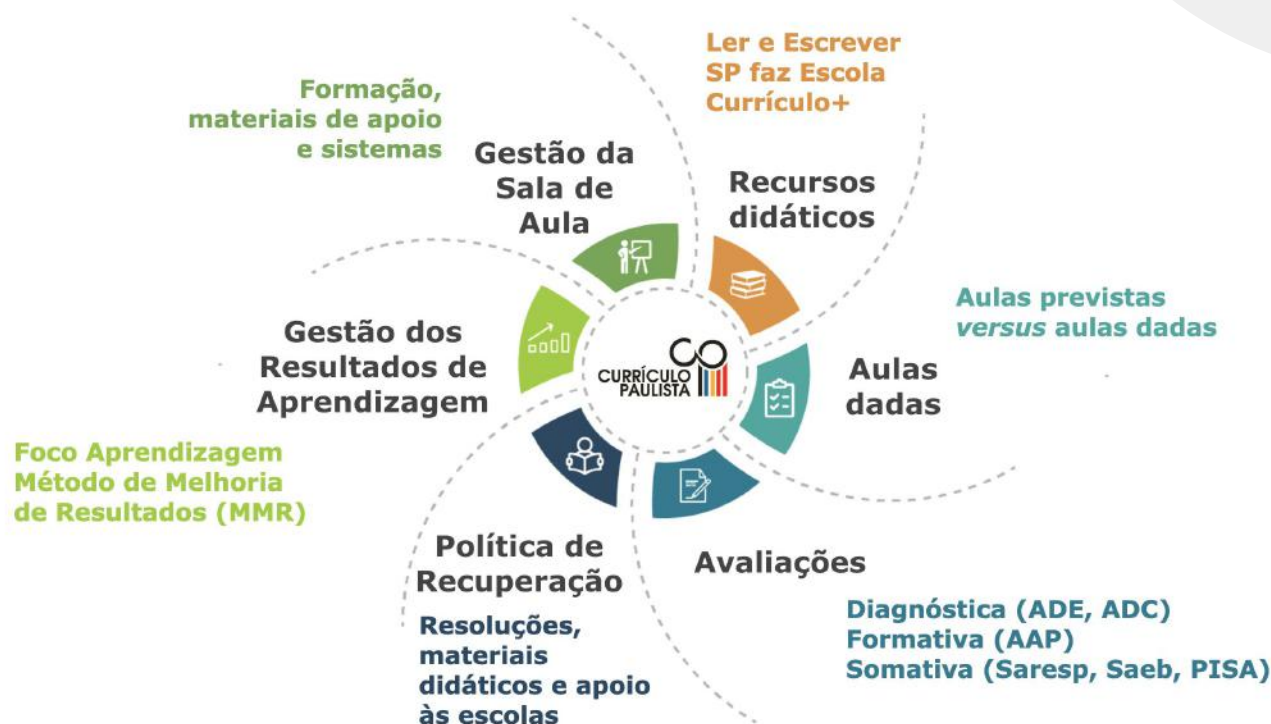 Formação,
materiais de apoio
e sistemas
Gestão da
Sala de
Aula
Ler e Escrever
SP faz Escola
Currículo+
Recursos
didáticos
Aulas previstas
versus aulas dadas
Aulas
dadas
Avaliações
Diagnóstica (ADE, ADC)
Formativa (AAP)
Somativa (Saresp, Saeb, PISA)
Política de
Recuperação
Resoluções,
materiais
didáticos e apoio
às escolas
Gestão dos
Resultados de
Aprendizagem
Foco Aprendizagem
Método de Melhoria
de Resultados (MMR)
CURRÍCULO
PAULISTA